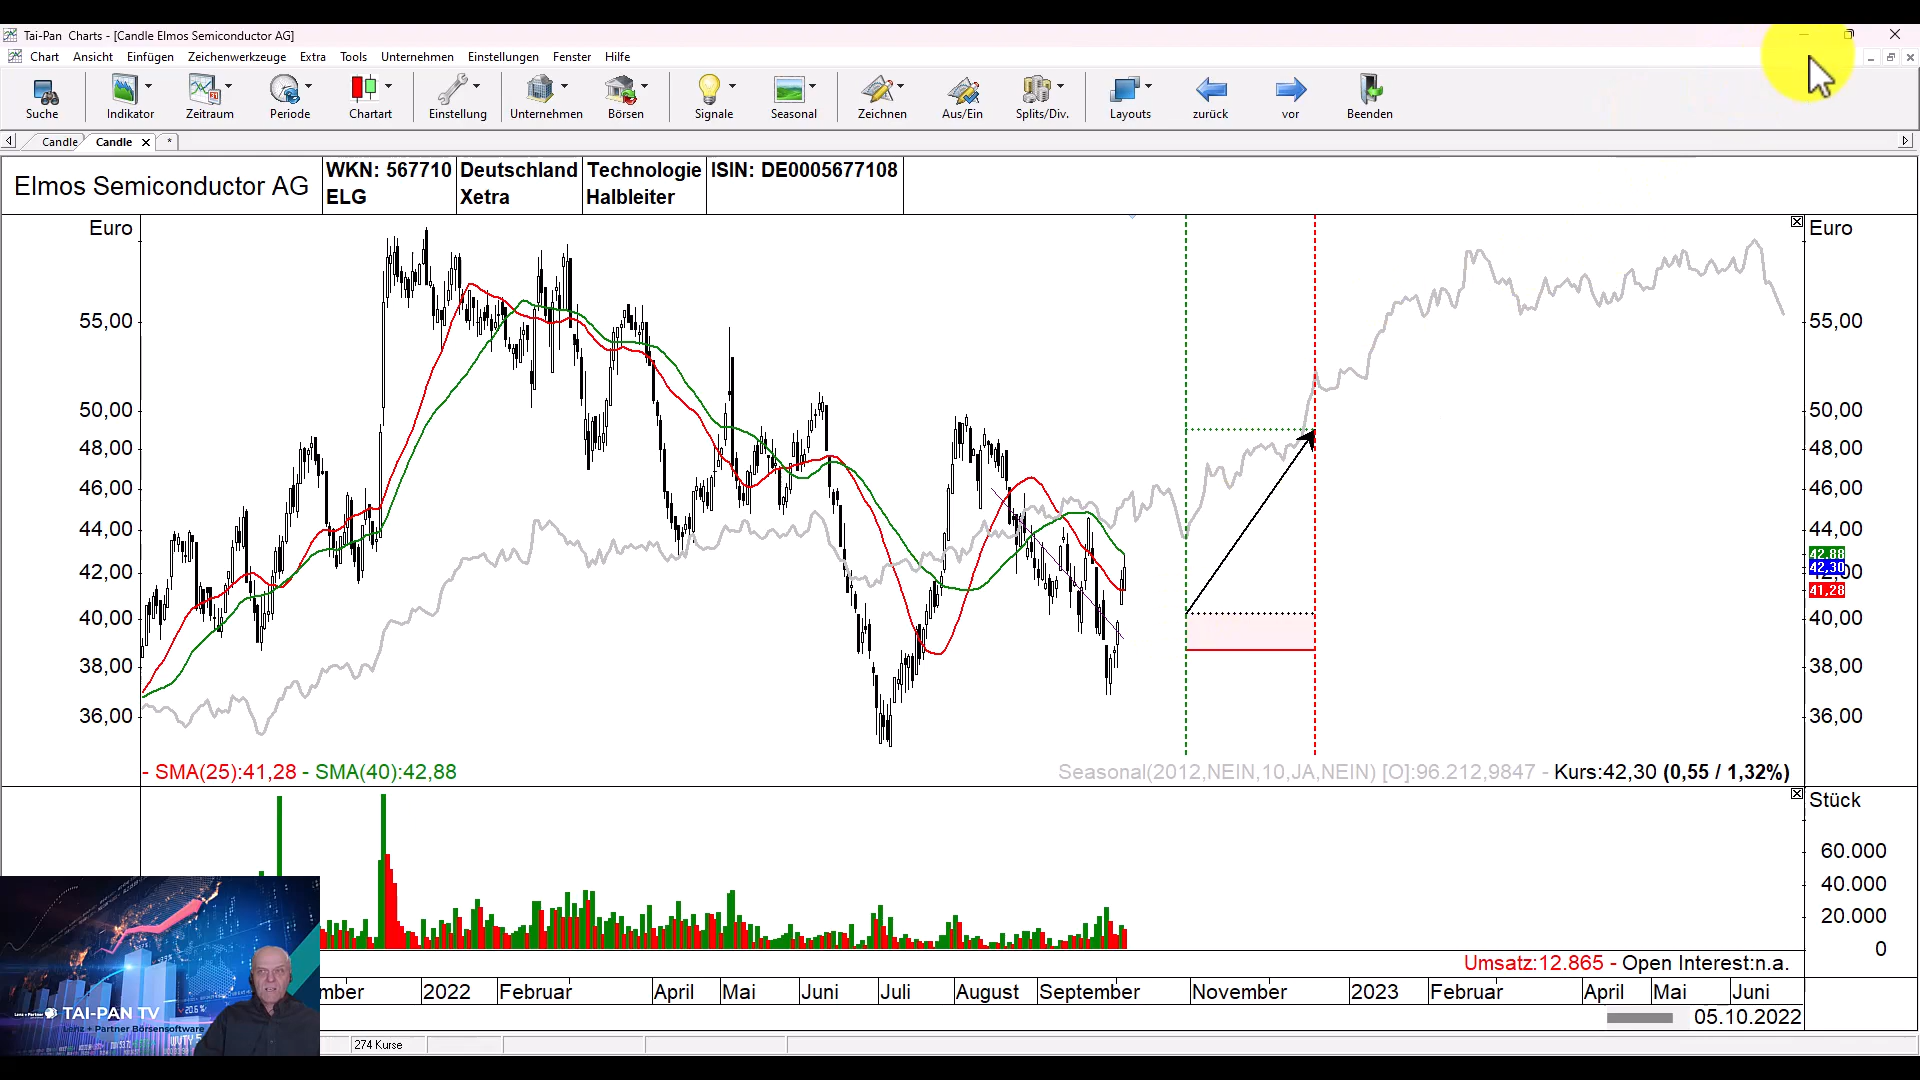 Tai-Pan Charts - [Candle Elmos Semiconductor AG]
Chart Ansicht Einfügen Zeichenwerkzeuge Extra Tools Unternehmen Einstellungen Fenster Hilfe
Suche Indikator Zeitraum Periode Chartart Einstellung Unternehmen Börsen Signale Seasonal Zeichnen Aus/Ein Splits/Div. Layouts zurück vor Beenden
Candle Candle *
Elmos Semiconductor AG
WKN: 567710 Deutschland Technologie ISIN: DE0005677108
ELG Xetra Halbleiter
Euro Euro
55,00 55,00
50,00 50,00
48,00 48,00
46,00 46,00
44,00 44,00
42,88
42,30
42,00 42,00
41,28
40,00 40,00
38,00 38,00
36,00 36,00
- SMA(25):41,28 - SMA(40):42,88 Seasonal(2012,NEIN,10,JA,NEIN) [O]:96.212,9847 - Kurs:42,30 (0,55 / 1,32%)
Stück
60.000
40.000
20.000
0
Umsatz:12.865 - Open Interest:n.a.
mber 2022 Februar April Mai Juni Juli August September November 2023 Februar April Mai Juni
05.10.2022
274 Kurse
Lenz + Partner TAI-PAN TV
Lenz + Partner Börsensoftware